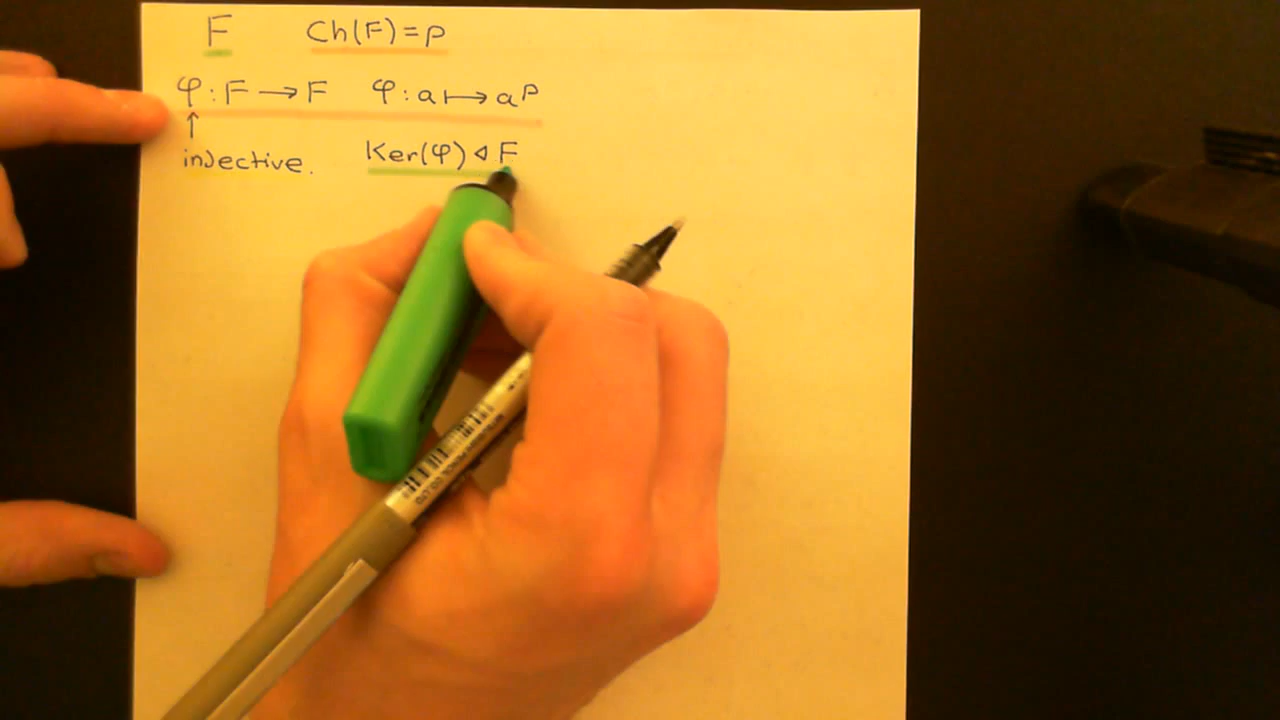 F Ch(F)=p
φ:F→F φ:a↦a^p
↑
injective. Ker(φ)◁F